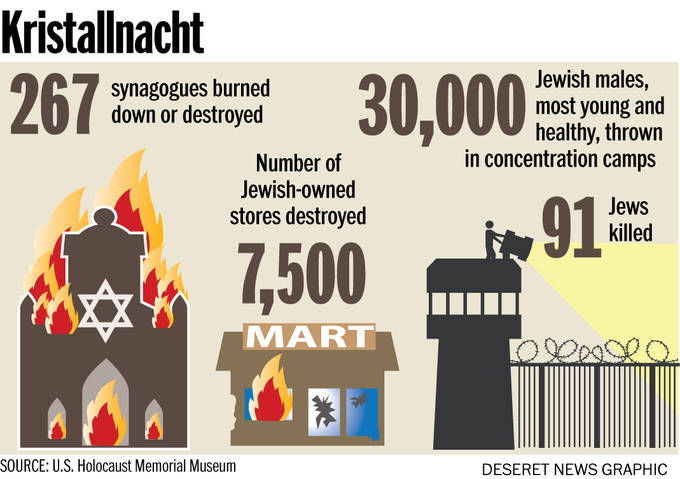 Kristallnacht
267
synagogues burned
down or destroyed
30,000
Jewish males,
most young and
healthy, thrown
in concentration camps
Number of
Jewish-owned
stores destroyed
7,500
91
Jews
killed
MART
SOURCE: U.S. Holocaust Memorial Museum
DESERET NEWS GRAPHIC